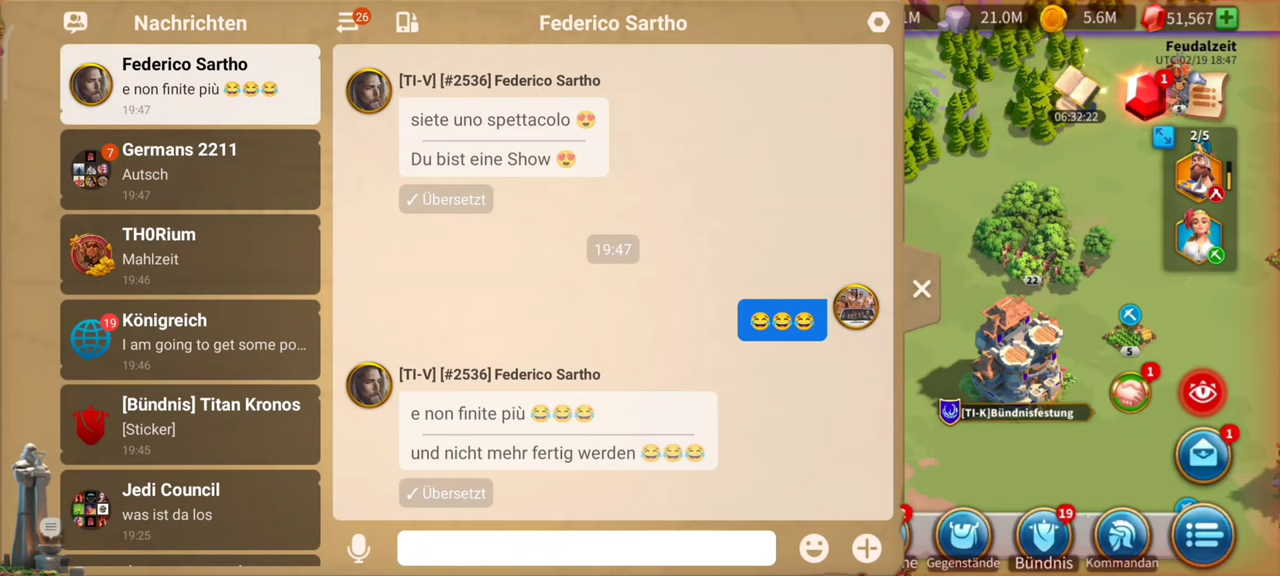 Nachrichten
Federico Sartho
e non finite più 😂😂😂
19:47
7
Germans 2211
Autsch
19:47
TH0Rium
Mahlzeit
19:46
19
Königreich
I am going to get some po...
19:46
[Bündnis] Titan Kronos
[Sticker]
19:45
Jedi Council
was ist da los
19:25
26
Federico Sartho
[TI-V] [#2536] Federico Sartho
siete uno spettacolo 😍
Du bist eine Show 😍
✓ Übersetzt
19:47
😂😂😂
[TI-V] [#2536] Federico Sartho
e non finite più 😂😂😂
und nicht mehr fertig werden 😂😂😂
✓ Übersetzt
21.0M
5.6M
51,567
Feudalzeit
UTC 02/19 18:47
1
5
06:32:22
2/5
22
5
1
[TI-K]Bündnisfestung
1
19
Gegenstände
Bündnis
Kommandan